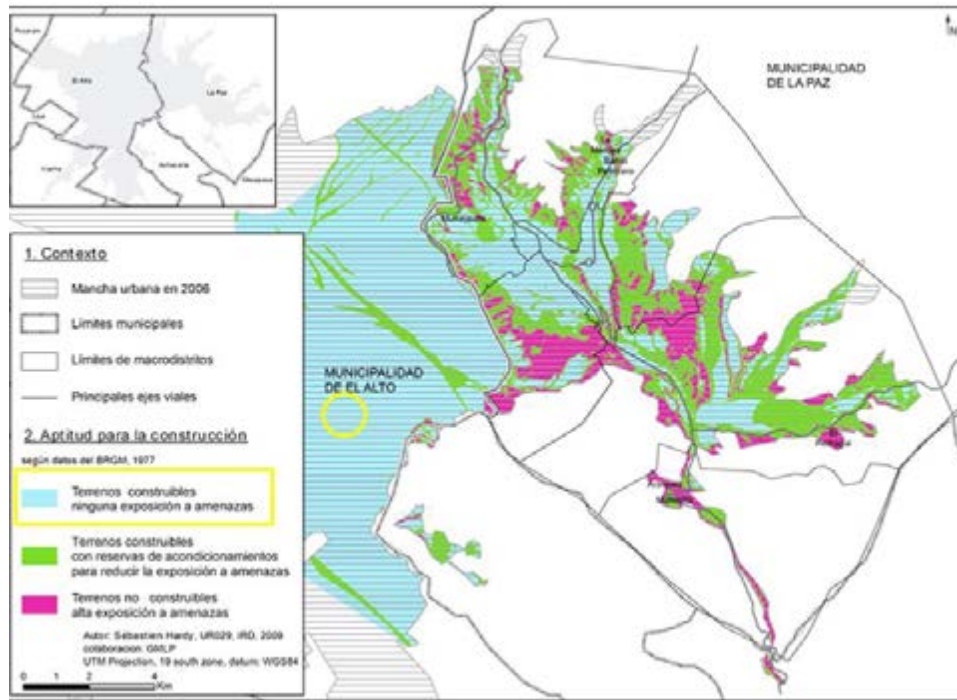 El Alto
La Paz
Viacha
Achocalla
N
MUNICIPALIDAD
DE LA PAZ
MUNICIPALIDAD
DE EL ALTO
1. Contexto
Mancha urbana en 2006
Límites municipales
Límites de macrodistritos
Principales ejes viales
2. Aptitud para la construcción
según datos del BRGM, 1977
Terrenos construibles
ninguna exposición a amenazas
Terrenos construibles
con reservas de acondicionamientos
para reducir la exposición a amenazas
Terrenos no construibles
alta exposición a amenazas
Autor: Sébastien Hardy, UR029, IRD, 2009
colaboracion: GMLP
UTM Projection, 19 south zone, datum: WGS84
0 1 2 4
Km